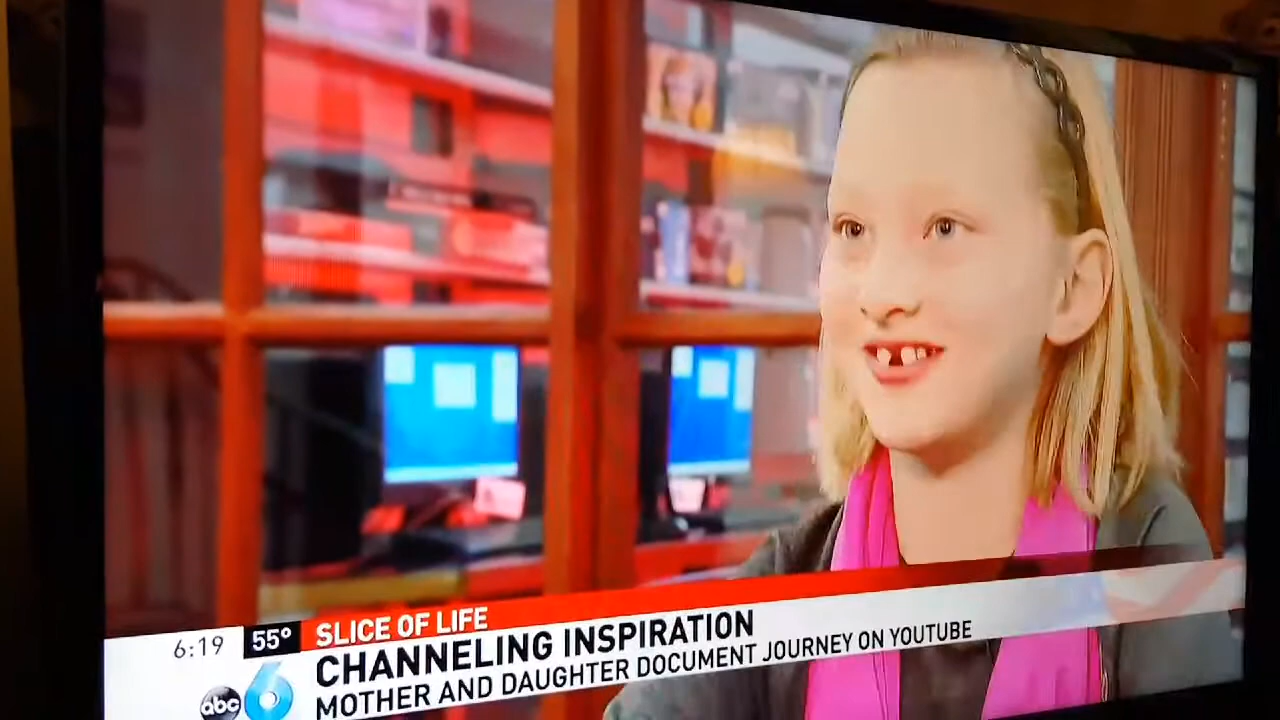 SLICE OF LIFE
6:19 55° CHANNELING INSPIRATION
MOTHER AND DAUGHTER DOCUMENT JOURNEY ON YOUTUBE
abc 6